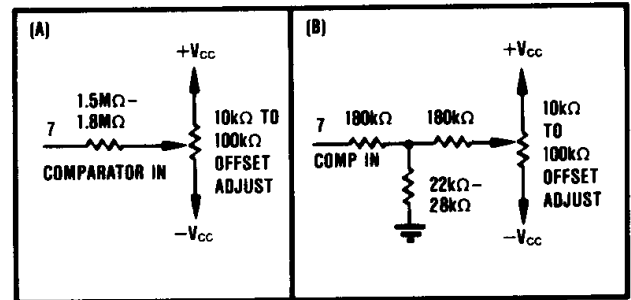 (A)
+VCC
1.5MΩ-
1.8MΩ
7
COMPARATOR IN
10kΩ TO
100kΩ
OFFSET
ADJUST
-VCC
(B)
+VCC
180kΩ
180kΩ
7
COMP IN
22kΩ-
28kΩ
10kΩ
TO
100kΩ
OFFSET
ADJUST
-VCC